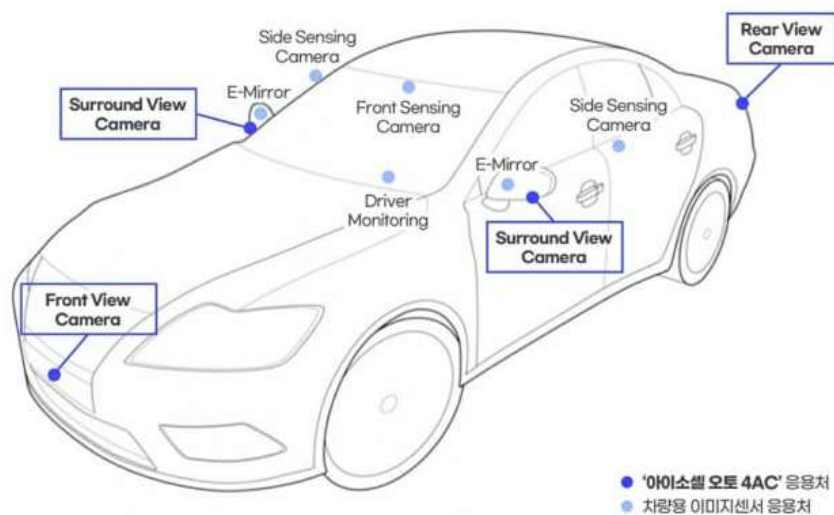 Rear View
Camera
Side Sensing
Camera
E-Mirror
Surround View
Camera
Front Sensing
Camera
Side Sensing
Camera
E-Mirror
Driver
Monitoring
Surround View
Camera
Front View
Camera
'아이소셀 오토 4AC' 응용처
차량용 이미지센서 응용처